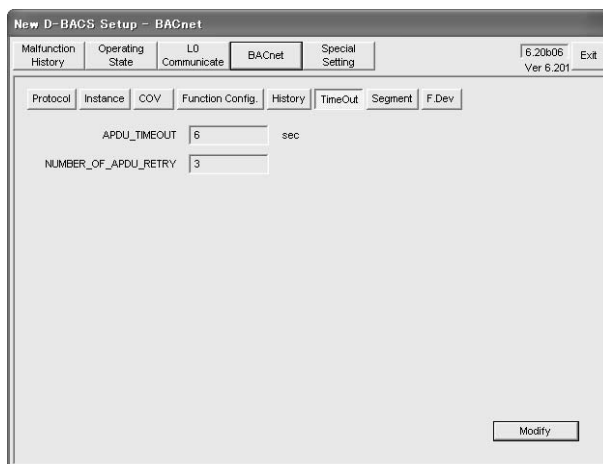 New D-BACS Setup - BACnet
Malfunction History
Operating State
L0 Communicate
BACnet
Special Setting
6.20b06
Ver 6.201
Exit
Protocol Instance COV Function Config. History TimeOut Segment F.Dev
APDU_TIMEOUT 6 sec
NUMBER_OF_APDU_RETRY 3
Modify